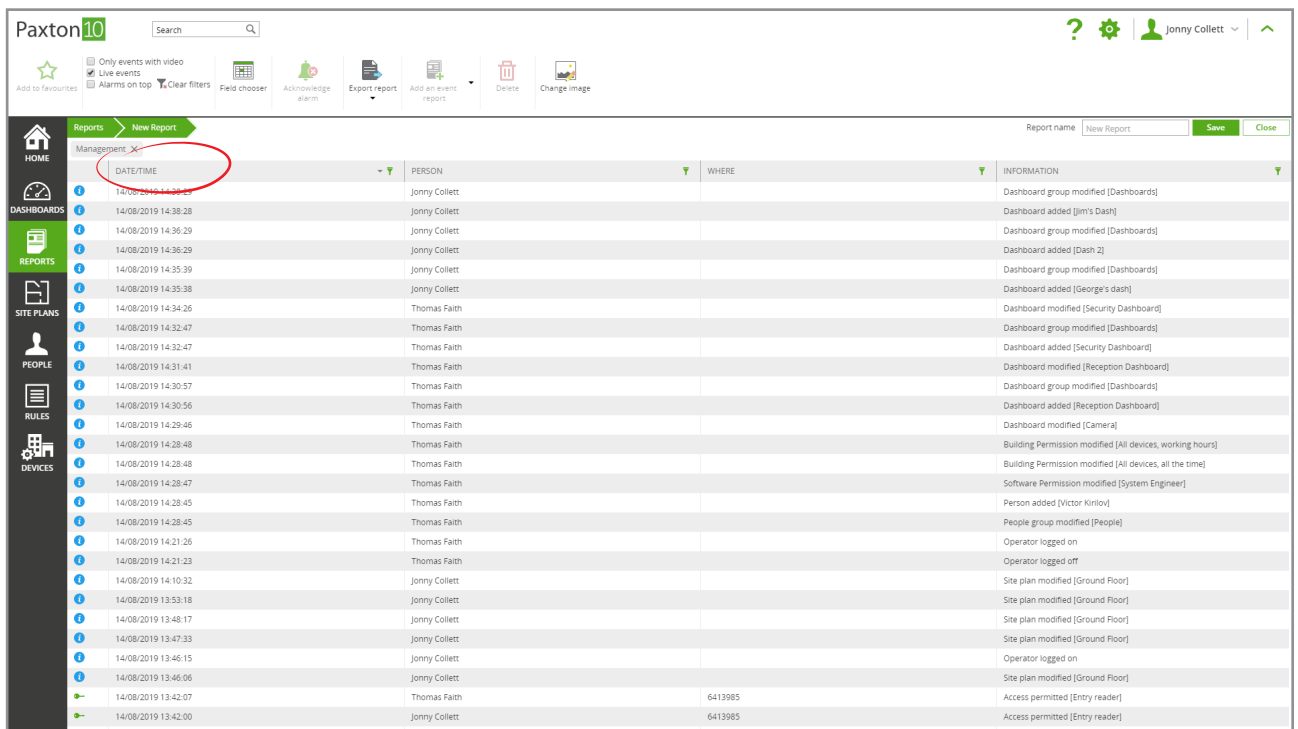 Paxton10 Search ? Jonny Collett
Only events with video
Live events
Alarms on top Clear filters
Add to favourites Field chooser Acknowledge alarm Export report Add an event report Delete Change image
Reports New Report Report name New Report Save Close
Management X
HOME
DASHBOARDS
REPORTS
SITE PLANS
PEOPLE
RULES
DEVICES
DATE/TIME PERSON WHERE INFORMATION
14/08/2019 14:38:29 Jonny Collett Dashboard group modified [Dashboards]
14/08/2019 14:38:28 Jonny Collett Dashboard added [Jim's Dash]
14/08/2019 14:36:29 Jonny Collett Dashboard group modified [Dashboards]
14/08/2019 14:36:29 Jonny Collett Dashboard added [Dash 2]
14/08/2019 14:35:39 Jonny Collett Dashboard group modified [Dashboards]
14/08/2019 14:35:38 Jonny Collett Dashboard added [George's dash]
14/08/2019 14:34:26 Thomas Faith Dashboard modified [Security Dashboard]
14/08/2019 14:32:47 Thomas Faith Dashboard group modified [Dashboards]
14/08/2019 14:32:47 Thomas Faith Dashboard added [Security Dashboard]
14/08/2019 14:31:41 Thomas Faith Dashboard modified [Reception Dashboard]
14/08/2019 14:30:57 Thomas Faith Dashboard group modified [Dashboards]
14/08/2019 14:30:56 Thomas Faith Dashboard added [Reception Dashboard]
14/08/2019 14:29:46 Thomas Faith Dashboard modified [Camera]
14/08/2019 14:28:48 Thomas Faith Building Permission modified [All devices, working hours]
14/08/2019 14:28:48 Thomas Faith Building Permission modified [All devices, all the time]
14/08/2019 14:28:47 Thomas Faith Software Permission modified [System Engineer]
14/08/2019 14:28:45 Thomas Faith Person added [Victor Kirilov]
14/08/2019 14:28:45 Thomas Faith People group modified [People]
14/08/2019 14:21:26 Thomas Faith Operator logged on
14/08/2019 14:21:23 Thomas Faith Operator logged off
14/08/2019 14:10:32 Jonny Collett Site plan modified [Ground Floor]
14/08/2019 13:53:18 Jonny Collett Site plan modified [Ground Floor]
14/08/2019 13:48:17 Jonny Collett Site plan modified [Ground Floor]
14/08/2019 13:47:33 Jonny Collett Site plan modified [Ground Floor]
14/08/2019 13:46:15 Jonny Collett Operator logged on
14/08/2019 13:46:06 Jonny Collett Site plan modified [Ground Floor]
14/08/2019 13:42:07 Thomas Faith 6413985 Access permitted [Entry reader]
14/08/2019 13:42:00 Jonny Collett 6413985 Access permitted [Entry reader]